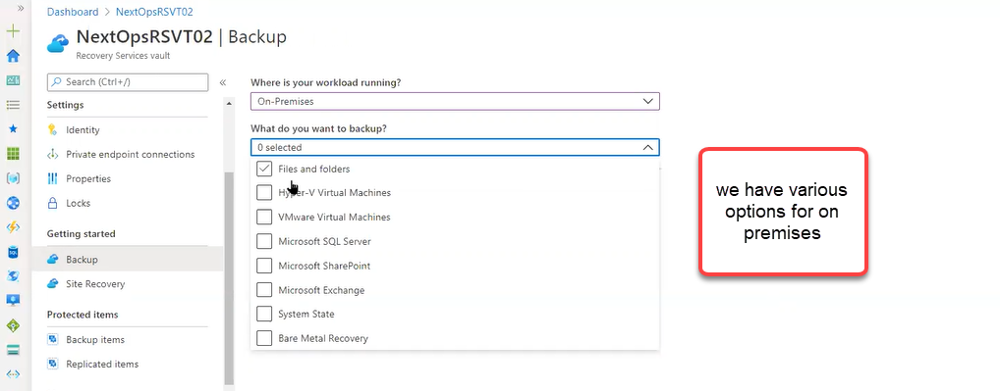 Dashboard > NextOpsRSVT02
NextOpsRSVT02 | Backup
Recovery Services vault
Search (Ctrl+/)
Settings
Identity
Private endpoint connections
Properties
Locks
Getting started
Backup
Site Recovery
Protected items
Backup items
Replicated items
Where is your workload running?
On-Premises
What do you want to backup?
0 selected
Files and folders
Hyper-V Virtual Machines
VMware Virtual Machines
Microsoft SQL Server
Microsoft SharePoint
Microsoft Exchange
System State
Bare Metal Recovery
we have various
options for on
premises